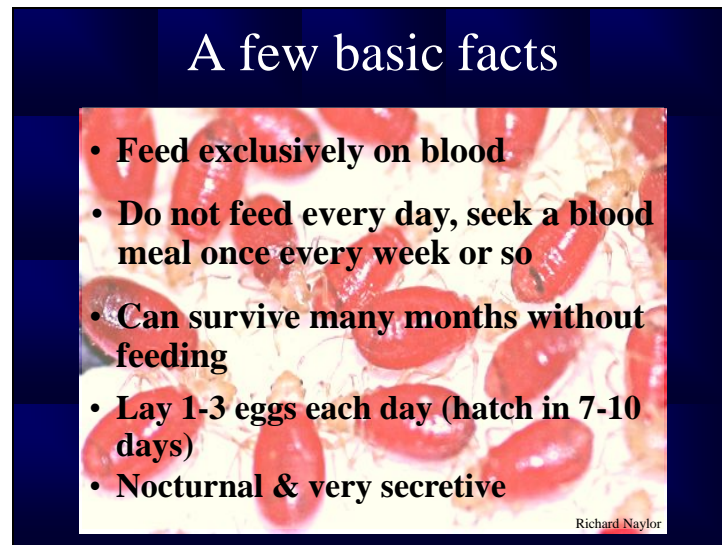 A few basic facts
• Feed exclusively on blood
• Do not feed every day, seek a blood
meal once every week or so
• Can survive many months without
feeding
• Lay 1-3 eggs each day (hatch in 7-10
days)
• Nocturnal & very secretive
Richard Naylor